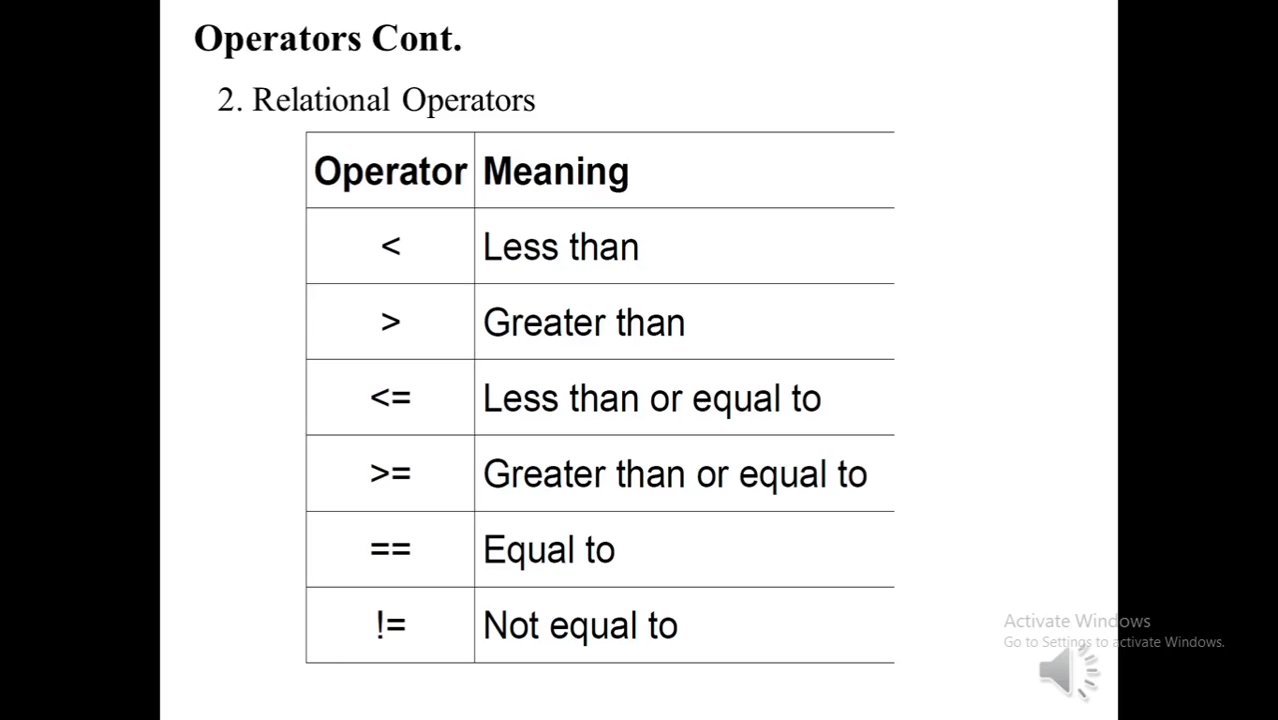 Operators Cont.
2. Relational Operators
Operator Meaning
< Less than
> Greater than
<= Less than or equal to
>= Greater than or equal to
== Equal to
!= Not equal to
Activate Windows
Go to Settings to activate Windows.